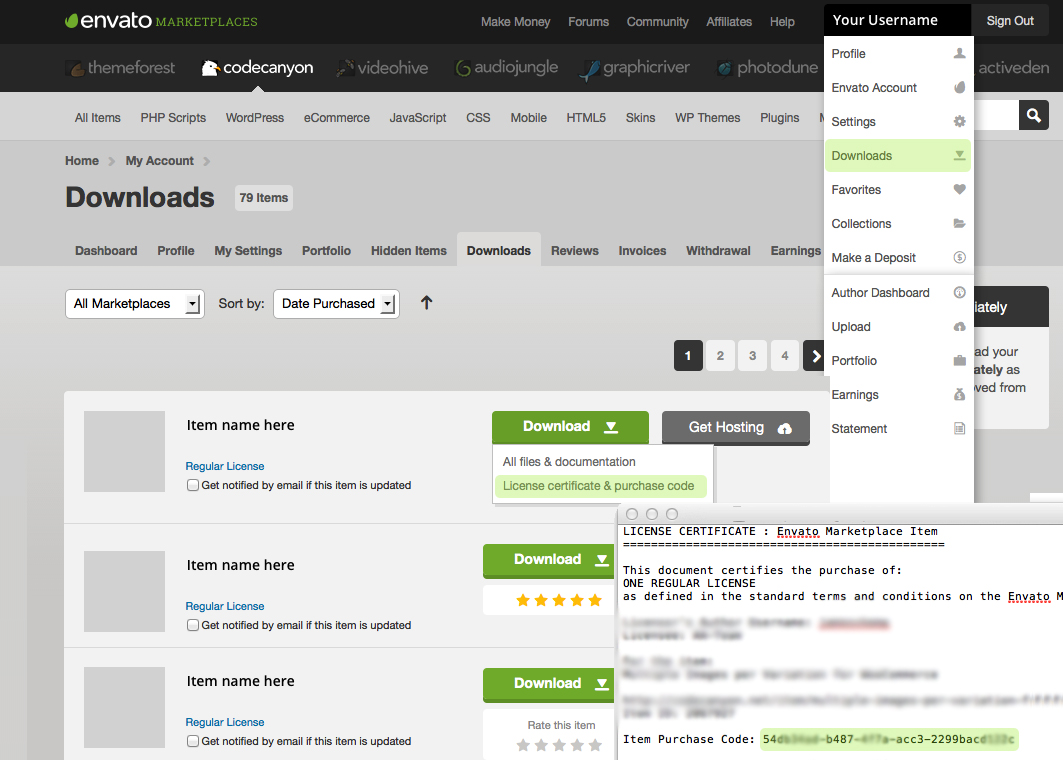 envato MARKETPLACES
Make Money Forums Community Affiliates Help
Your Username Sign Out
themeforest codecanyon videohive audiojungle graphicriver photodune activeden
Profile
Envato Account
Settings
Downloads
Favorites
Collections
Make a Deposit
Author Dashboard
Upload
Portfolio
Earnings
Statement
All Items PHP Scripts WordPress eCommerce JavaScript CSS Mobile HTML5 Skins WP Themes Plugins
Home My Account
Downloads 79 Items
Dashboard Profile My Settings Portfolio Hidden Items Downloads Reviews Invoices Withdrawal Earnings
All Marketplaces Sort by: Date Purchased
1 2 3 4
iately
ad your
ately as
ved from
Item name here
Download Get Hosting
All files & documentation
License certificate & purchase code
Regular License
Get notified by email if this item is updated
Item name here
Download
Regular License
Get notified by email if this item is updated
Item name here
Download
Rate this item
Regular License
Get notified by email if this item is updated
LICENSE CERTIFICATE : Envato Marketplace Item
==============================================
This document certifies the purchase of:
ONE REGULAR LICENSE
as defined in the standard terms and conditions on the Envato M
Item Purchase Code: 54d -b487- -acc3-2299bacd